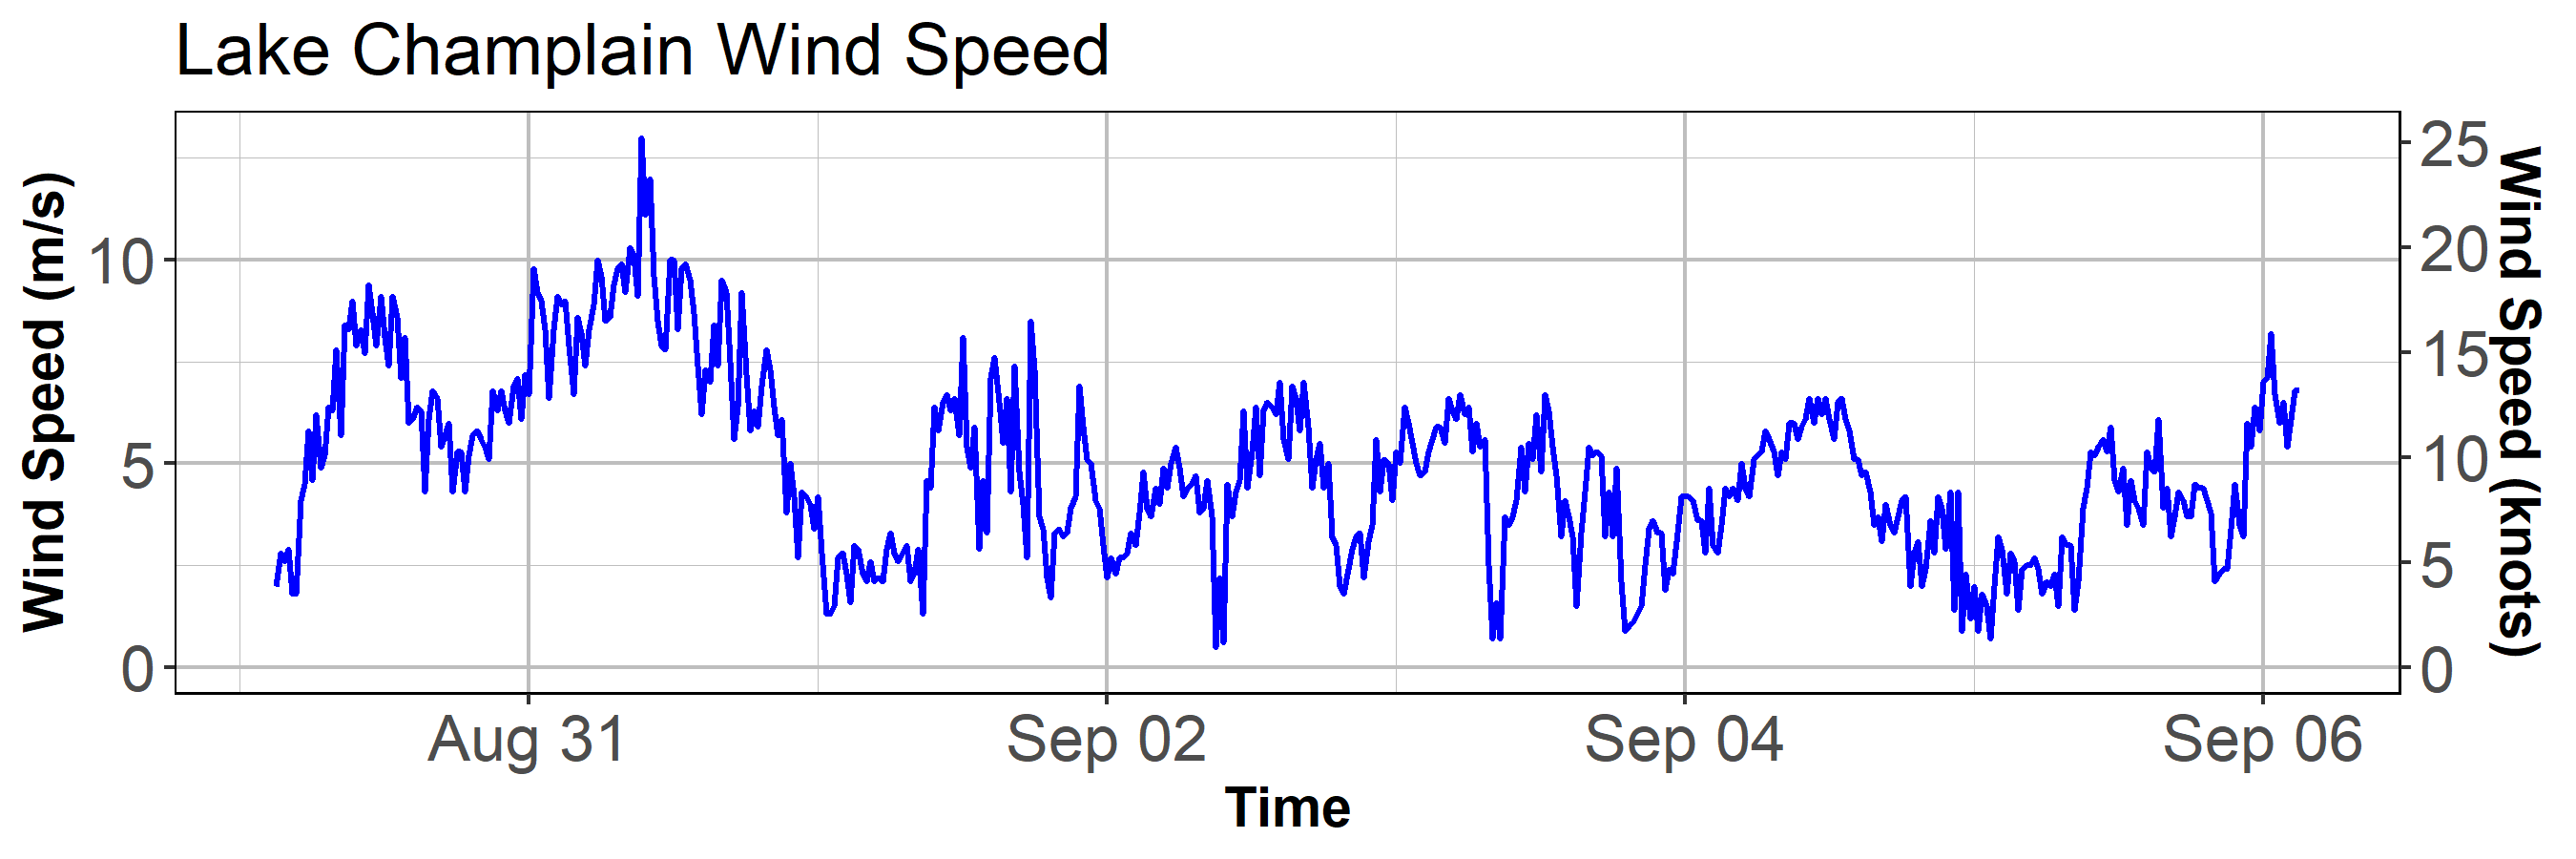 Lake Champlain Wind Speed
Wind Speed (m/s)
10
5
0
25
20
15
10
5
0
Wind Speed (knots)
Aug 31
Sep 02
Sep 04
Sep 06
Time